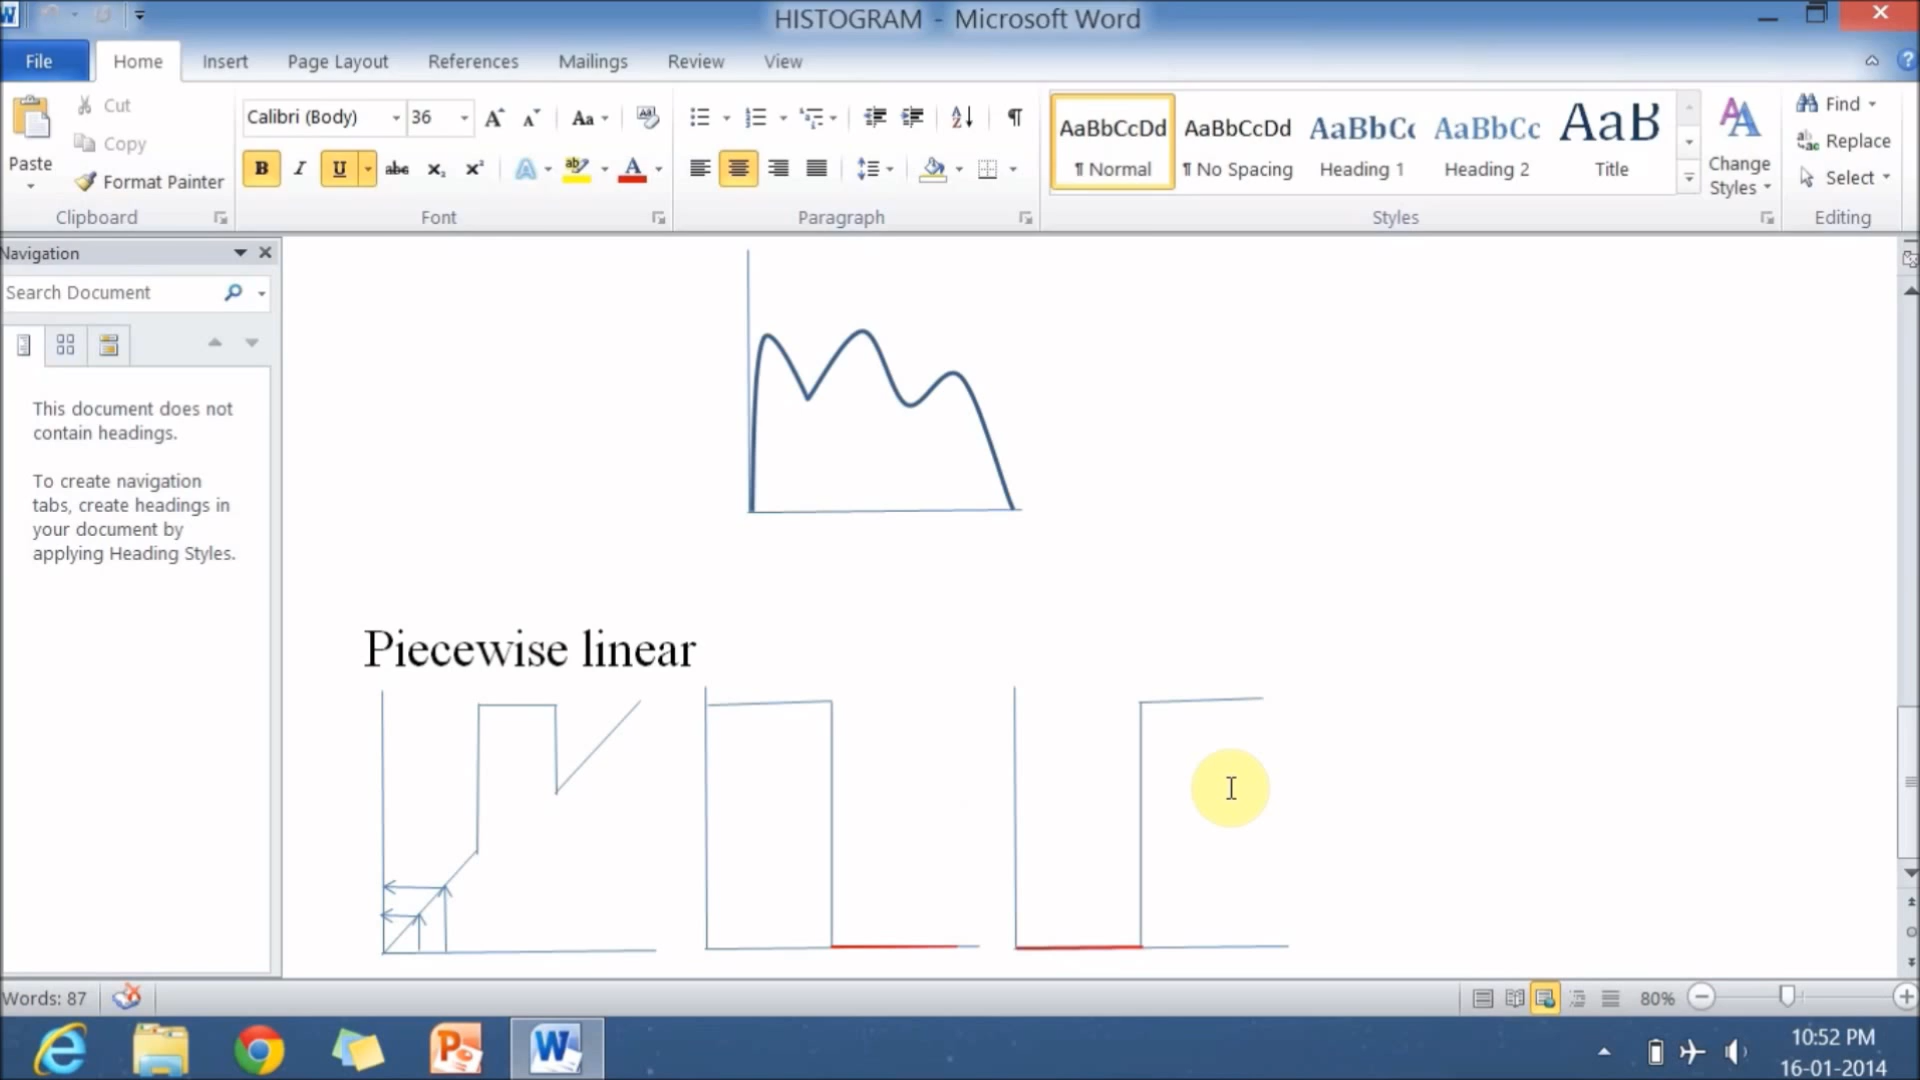 HISTOGRAM - Microsoft Word
File Home Insert Page Layout References Mailings Review View
Paste
Cut
Copy
Format Painter
Clipboard
Calibri (Body) 36
Font
Paragraph
AaBbCcDd AaBbCcDd AaBbCc AaBbCc AaB
¶ Normal ¶ No Spacing Heading 1 Heading 2 Title
Change
Styles
Styles
Find
Replace
Select
Editing
Navigation
Search Document
This document does not
contain headings.
To create navigation
tabs, create headings in
your document by
applying Heading Styles.
Piecewise linear
Words: 87
80%
10:52 PM
16-01-2014